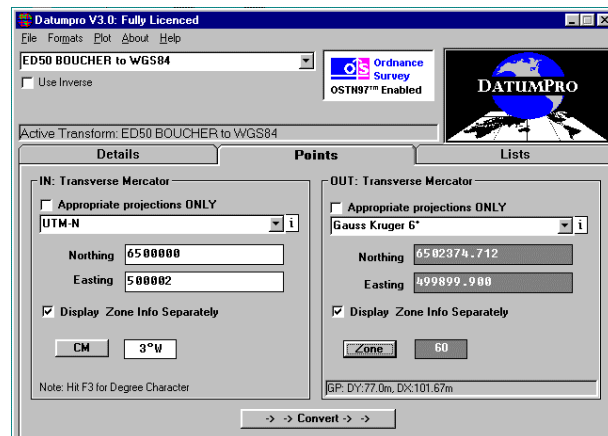 Datumpro V3.0: Fully Licenced
File Formats Plot About Help
ED50 BOUCHER to WGS84
Use Inverse
OS Ordnance
Survey
OSTN97™ Enabled
DATUMPRO
Active Transform: ED50 BOUCHER to WGS84
Details Points Lists
IN: Transverse Mercator
Appropriate projections ONLY
UTM-N i
Northing 6500000
Easting 500002
Display Zone Info Separately
CM 3°W
Note: Hit F3 for Degree Character
OUT: Transverse Mercator
Appropriate projections ONLY
Gauss Kruger 6° i
Northing 6502374.712
Easting 499899.900
Display Zone Info Separately
Zone 60
GP: DY:77.0m, DX:101.67m
-> -> Convert -> ->